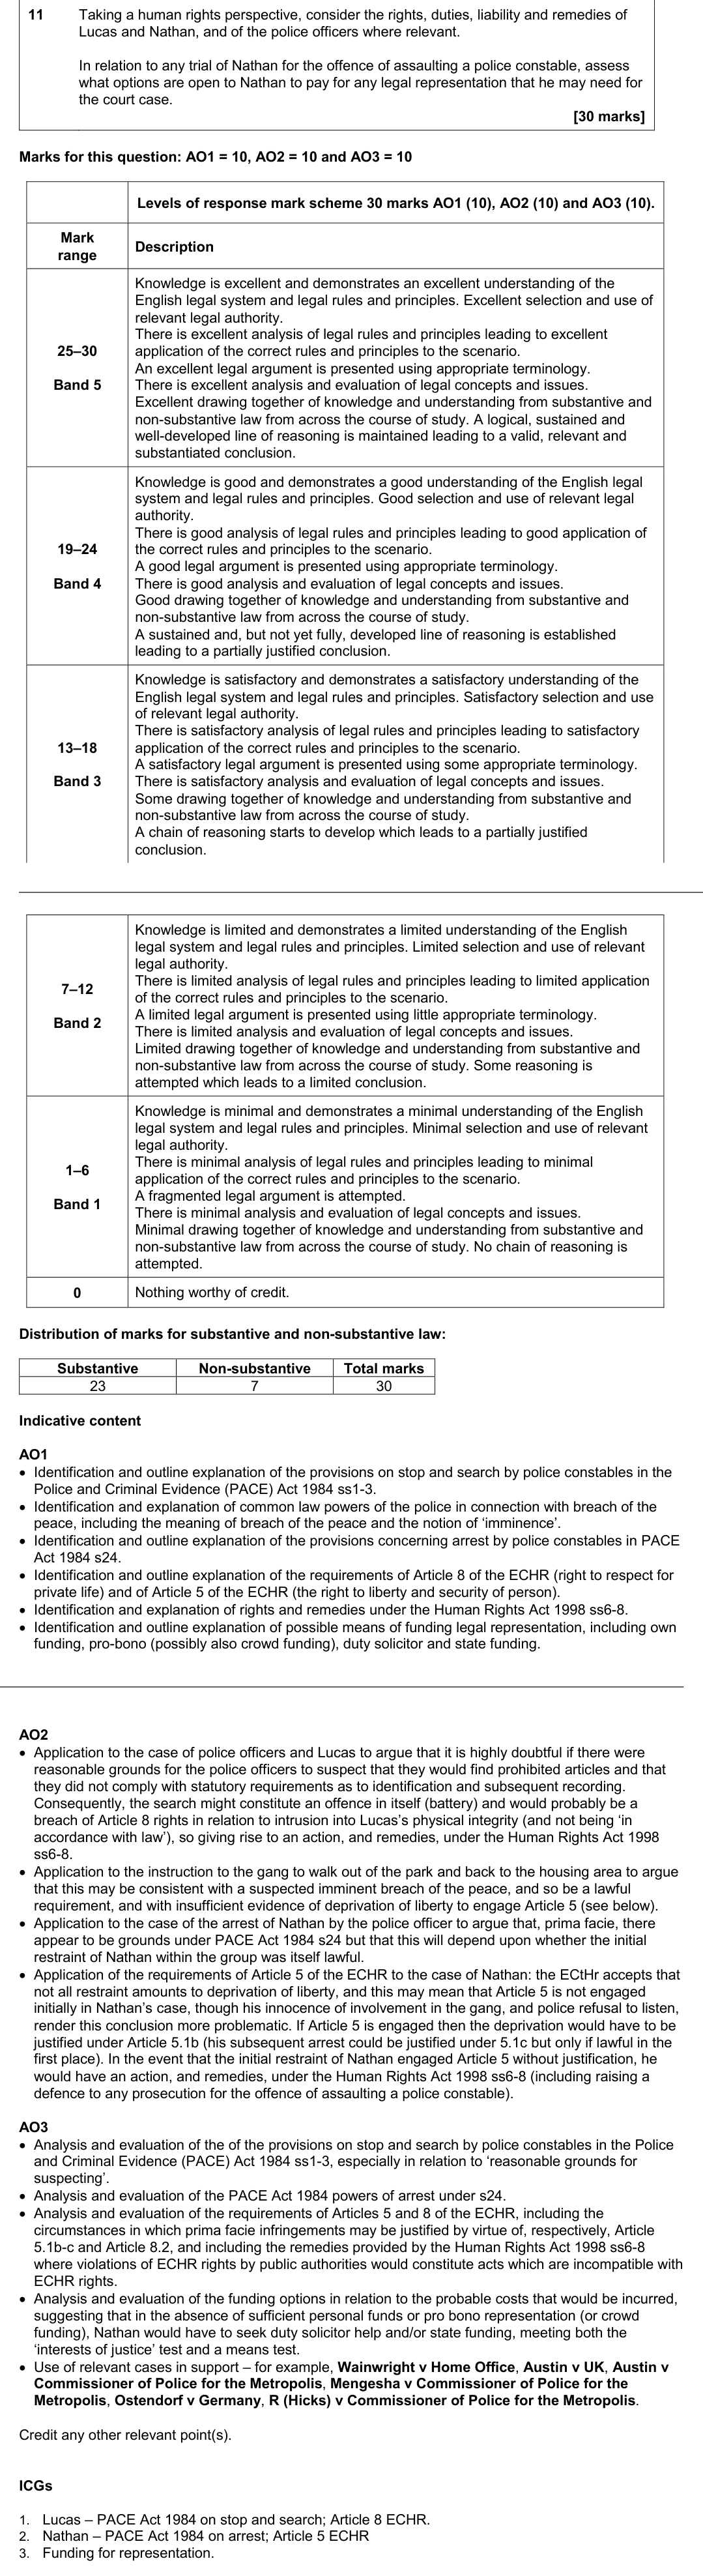 11 Taking a human rights perspective, consider the rights, duties, liability and remedies of
Lucas and Nathan, and of the police officers where relevant.
In relation to any trial of Nathan for the offence of assaulting a police constable, assess
what options are open to Nathan to pay for any legal representation that he may need for
the court case.
[30 marks]
Marks for this question: AO1 = 10, AO2 = 10 and AO3 = 10
Levels of response mark scheme 30 marks AO1 (10), AO2 (10) and AO3 (10).
Mark
range
Description
25–30
Band 5
Knowledge is excellent and demonstrates an excellent understanding of the
English legal system and legal rules and principles. Excellent selection and use of
relevant legal authority.
There is excellent analysis of legal rules and principles leading to excellent
application of the correct rules and principles to the scenario.
An excellent legal argument is presented using appropriate terminology.
There is excellent analysis and evaluation of legal concepts and issues.
Excellent drawing together of knowledge and understanding from substantive and
non-substantive law from across the course of study. A logical, sustained and
well-developed line of reasoning is maintained leading to a valid, relevant and
substantiated conclusion.
19–24
Band 4
Knowledge is good and demonstrates a good understanding of the English legal
system and legal rules and principles. Good selection and use of relevant legal
authority.
There is good analysis of legal rules and principles leading to good application of
the correct rules and principles to the scenario.
A good legal argument is presented using appropriate terminology.
There is good analysis and evaluation of legal concepts and issues.
Good drawing together of knowledge and understanding from substantive and
non-substantive law from across the course of study.
A sustained and, but not yet fully, developed line of reasoning is established
leading to a partially justified conclusion.
13–18
Band 3
Knowledge is satisfactory and demonstrates a satisfactory understanding of the
English legal system and legal rules and principles. Satisfactory selection and use
of relevant legal authority.
There is satisfactory analysis of legal rules and principles leading to satisfactory
application of the correct rules and principles to the scenario.
A satisfactory legal argument is presented using some appropriate terminology.
There is satisfactory analysis and evaluation of legal concepts and issues.
Some drawing together of knowledge and understanding from substantive and
non-substantive law from across the course of study.
A chain of reasoning starts to develop which leads to a partially justified
conclusion.
7–12
Band 2
Knowledge is limited and demonstrates a limited understanding of the English
legal system and legal rules and principles. Limited selection and use of relevant
legal authority.
There is limited analysis of legal rules and principles leading to limited application
of the correct rules and principles to the scenario.
A limited legal argument is presented using little appropriate terminology.
There is limited analysis and evaluation of legal concepts and issues.
Limited drawing together of knowledge and understanding from substantive and
non-substantive law from across the course of study. Some reasoning is
attempted which leads to a limited conclusion.
1–6
Band 1
Knowledge is minimal and demonstrates a minimal understanding of the English
legal system and legal rules and principles. Minimal selection and use of relevant
legal authority.
There is minimal analysis of legal rules and principles leading to minimal
application of the correct rules and principles to the scenario.
A fragmented legal argument is attempted.
There is minimal analysis and evaluation of legal concepts and issues.
Minimal drawing together of knowledge and understanding from substantive and
non-substantive law from across the course of study. No chain of reasoning is
attempted.
0
Nothing worthy of credit.
Distribution of marks for substantive and non-substantive law:
Substantive Non-substantive Total marks
23 7 30
Indicative content
AO1
• Identification and outline explanation of the provisions on stop and search by police constables in the
Police and Criminal Evidence (PACE) Act 1984 ss1-3.
• Identification and explanation of common law powers of the police in connection with breach of the
peace, including the meaning of breach of the peace and the notion of ‘imminence’.
• Identification and outline explanation of the provisions concerning arrest by police constables in PACE
Act 1984 s24.
• Identification and outline explanation of the requirements of Article 8 of the ECHR (right to respect for
private life) and of Article 5 of the ECHR (the right to liberty and security of person).
• Identification and explanation of rights and remedies under the Human Rights Act 1998 ss6-8.
• Identification and outline explanation of possible means of funding legal representation, including own
funding, pro-bono (possibly also crowd funding), duty solicitor and state funding.
AO2
• Application to the case of police officers and Lucas to argue that it is highly doubtful if there were
reasonable grounds for the police officers to suspect that they would find prohibited articles and that
they did not comply with statutory requirements as to identification and subsequent recording.
Consequently, the search might constitute an offence in itself (battery) and would probably be a
breach of Article 8 rights in relation to intrusion into Lucas’s physical integrity (and not being ‘in
accordance with law’), so giving rise to an action, and remedies, under the Human Rights Act 1998
ss6-8.
• Application to the instruction to the gang to walk out of the park and back to the housing area to argue
that this may be consistent with a suspected imminent breach of the peace, and so be a lawful
requirement, and with insufficient evidence of deprivation of liberty to engage Article 5 (see below).
• Application to the case of the arrest of Nathan by the police officer to argue that, prima facie, there
appear to be grounds under PACE Act 1984 s24 but that this will depend upon whether the initial
restraint of Nathan within the group was itself lawful.
• Application of the requirements of Article 5 of the ECHR to the case of Nathan: the ECtHr accepts that
not all restraint amounts to deprivation of liberty, and this may mean that Article 5 is not engaged
initially in Nathan’s case, though his innocence of involvement in the gang, and police refusal to listen,
render this conclusion more problematic. If Article 5 is engaged then the deprivation would have to be
justified under Article 5.1b (his subsequent arrest could be justified under 5.1c but only if lawful in the
first place). In the event that the initial restraint of Nathan engaged Article 5 without justification, he
would have an action, and remedies, under the Human Rights Act 1998 ss6-8 (including raising a
defence to any prosecution for the offence of assaulting a police constable).
AO3
• Analysis and evaluation of the of the provisions on stop and search by police constables in the Police
and Criminal Evidence (PACE) Act 1984 ss1-3, especially in relation to ‘reasonable grounds for
suspecting’.
• Analysis and evaluation of the PACE Act 1984 powers of arrest under s24.
• Analysis and evaluation of the requirements of Articles 5 and 8 of the ECHR, including the
circumstances in which prima facie infringements may be justified by virtue of, respectively, Article
5.1b-c and Article 8.2, and including the remedies provided by the Human Rights Act 1998 ss6-8
where violations of ECHR rights by public authorities would constitute acts which are incompatible with
ECHR rights.
• Analysis and evaluation of the funding options in relation to the probable costs that would be incurred,
suggesting that in the absence of sufficient personal funds or pro bono representation (or crowd
funding), Nathan would have to seek duty solicitor help and/or state funding, meeting both the
‘interests of justice’ test and a means test.
• Use of relevant cases in support – for example, Wainwright v Home Office, Austin v UK, Austin v
Commissioner of Police for the Metropolis, Mengesha v Commissioner of Police for the
Metropolis, Ostendorf v Germany, R (Hicks) v Commissioner of Police for the Metropolis.
Credit any other relevant point(s).
ICGs
1. Lucas – PACE Act 1984 on stop and search; Article 8 ECHR.
2. Nathan – PACE Act 1984 on arrest; Article 5 ECHR
3. Funding for representation.